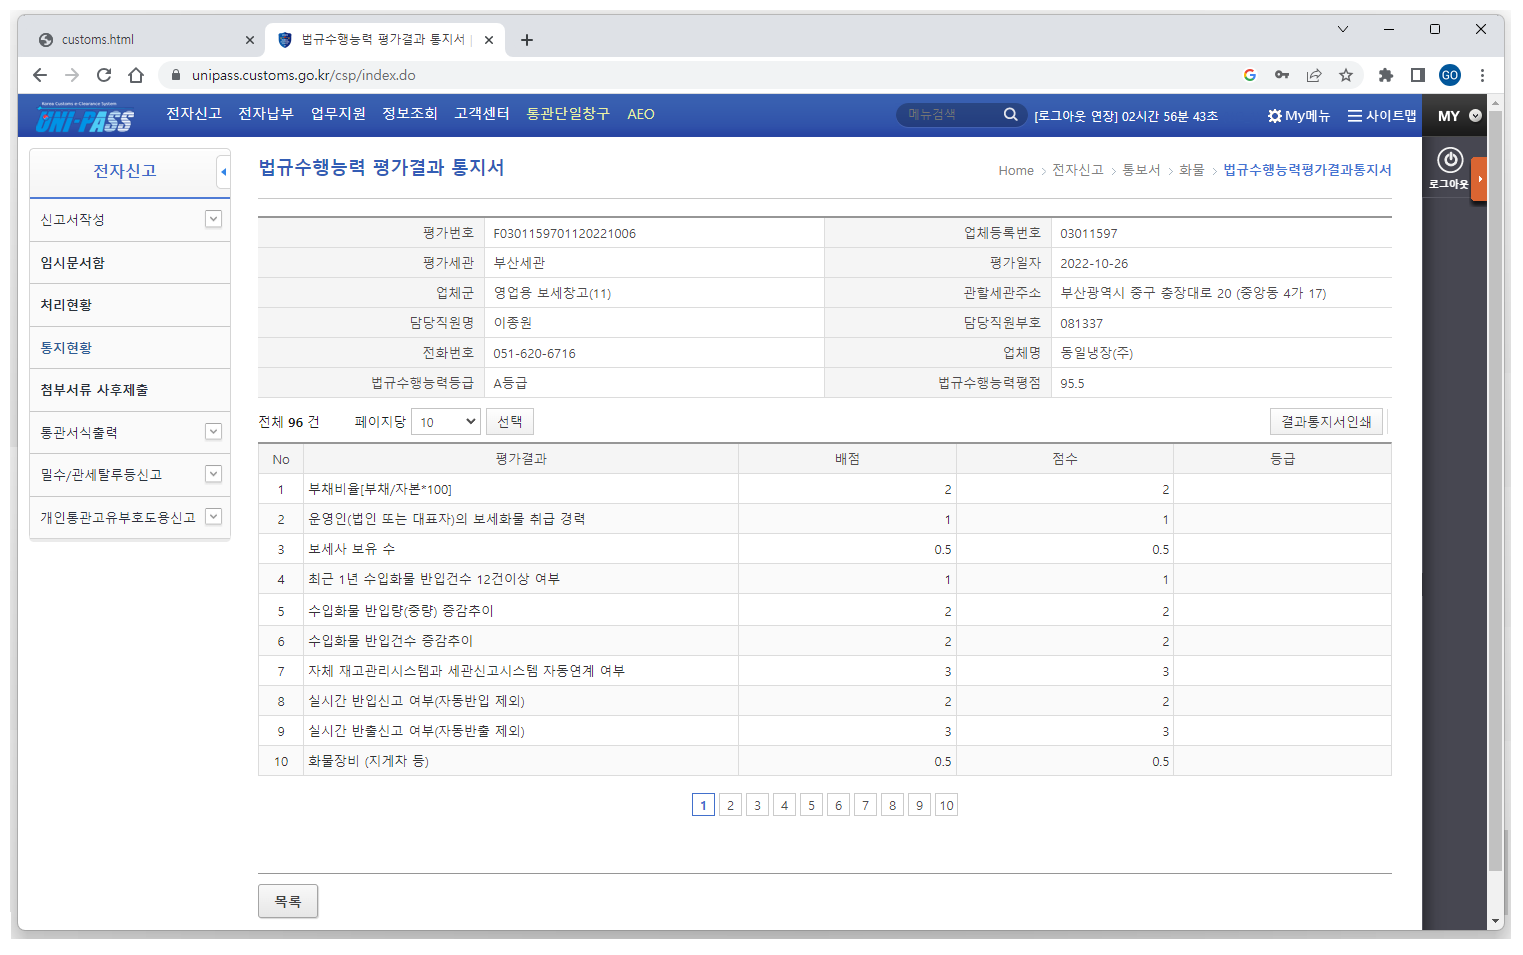 customs.html
법규수행능력 평가결과 통지서
unipass.customs.go.kr/csp/index.do
GO
Korea Customs e-Clearance System
UNI-PASS
전자신고 전자납부 업무지원 정보조회 고객센터 통관단일창구 AEO
메뉴검색
[로그아웃 연장] 02시간 56분 43초
My메뉴
사이트맵
MY
로그아웃
전자신고
신고서작성
임시문서함
처리현황
통지현황
첨부서류 사후제출
통관서식출력
밀수/관세탈루등신고
개인통관고유부호도용신고
법규수행능력 평가결과 통지서
Home > 전자신고 > 통보서 > 화물 > 법규수행능력평가결과통지서
평가번호 F0301159701120221006 업체등록번호 03011597
평가세관 부산세관 평가일자 2022-10-26
업체군 영업용 보세창고(11) 관할세관주소 부산광역시 중구 충장대로 20 (중앙동 4가 17)
담당직원명 이종원 담당직원부호 081337
전화번호 051-620-6716 업체명 동일냉장(주)
법규수행능력등급 A등급 법규수행능력평점 95.5
전체 96 건 페이지당 10 선택 결과통지서인쇄
No 평가결과 배점 점수 등급
1 부채비율[부채/자본*100] 2 2
2 운영인(법인 또는 대표자)의 보세화물 취급 경력 1 1
3 보세사 보유 수 0.5 0.5
4 최근 1년 수입화물 반입건수 12건이상 여부 1 1
5 수입화물 반입량(중량) 증감추이 2 2
6 수입화물 반입건수 증감추이 2 2
7 자체 재고관리시스템과 세관신고시스템 자동연계 여부 3 3
8 실시간 반입신고 여부(자동반입 제외) 2 2
9 실시간 반출신고 여부(자동반출 제외) 3 3
10 화물장비 (지게차 등) 0.5 0.5
1 2 3 4 5 6 7 8 9 10
목록